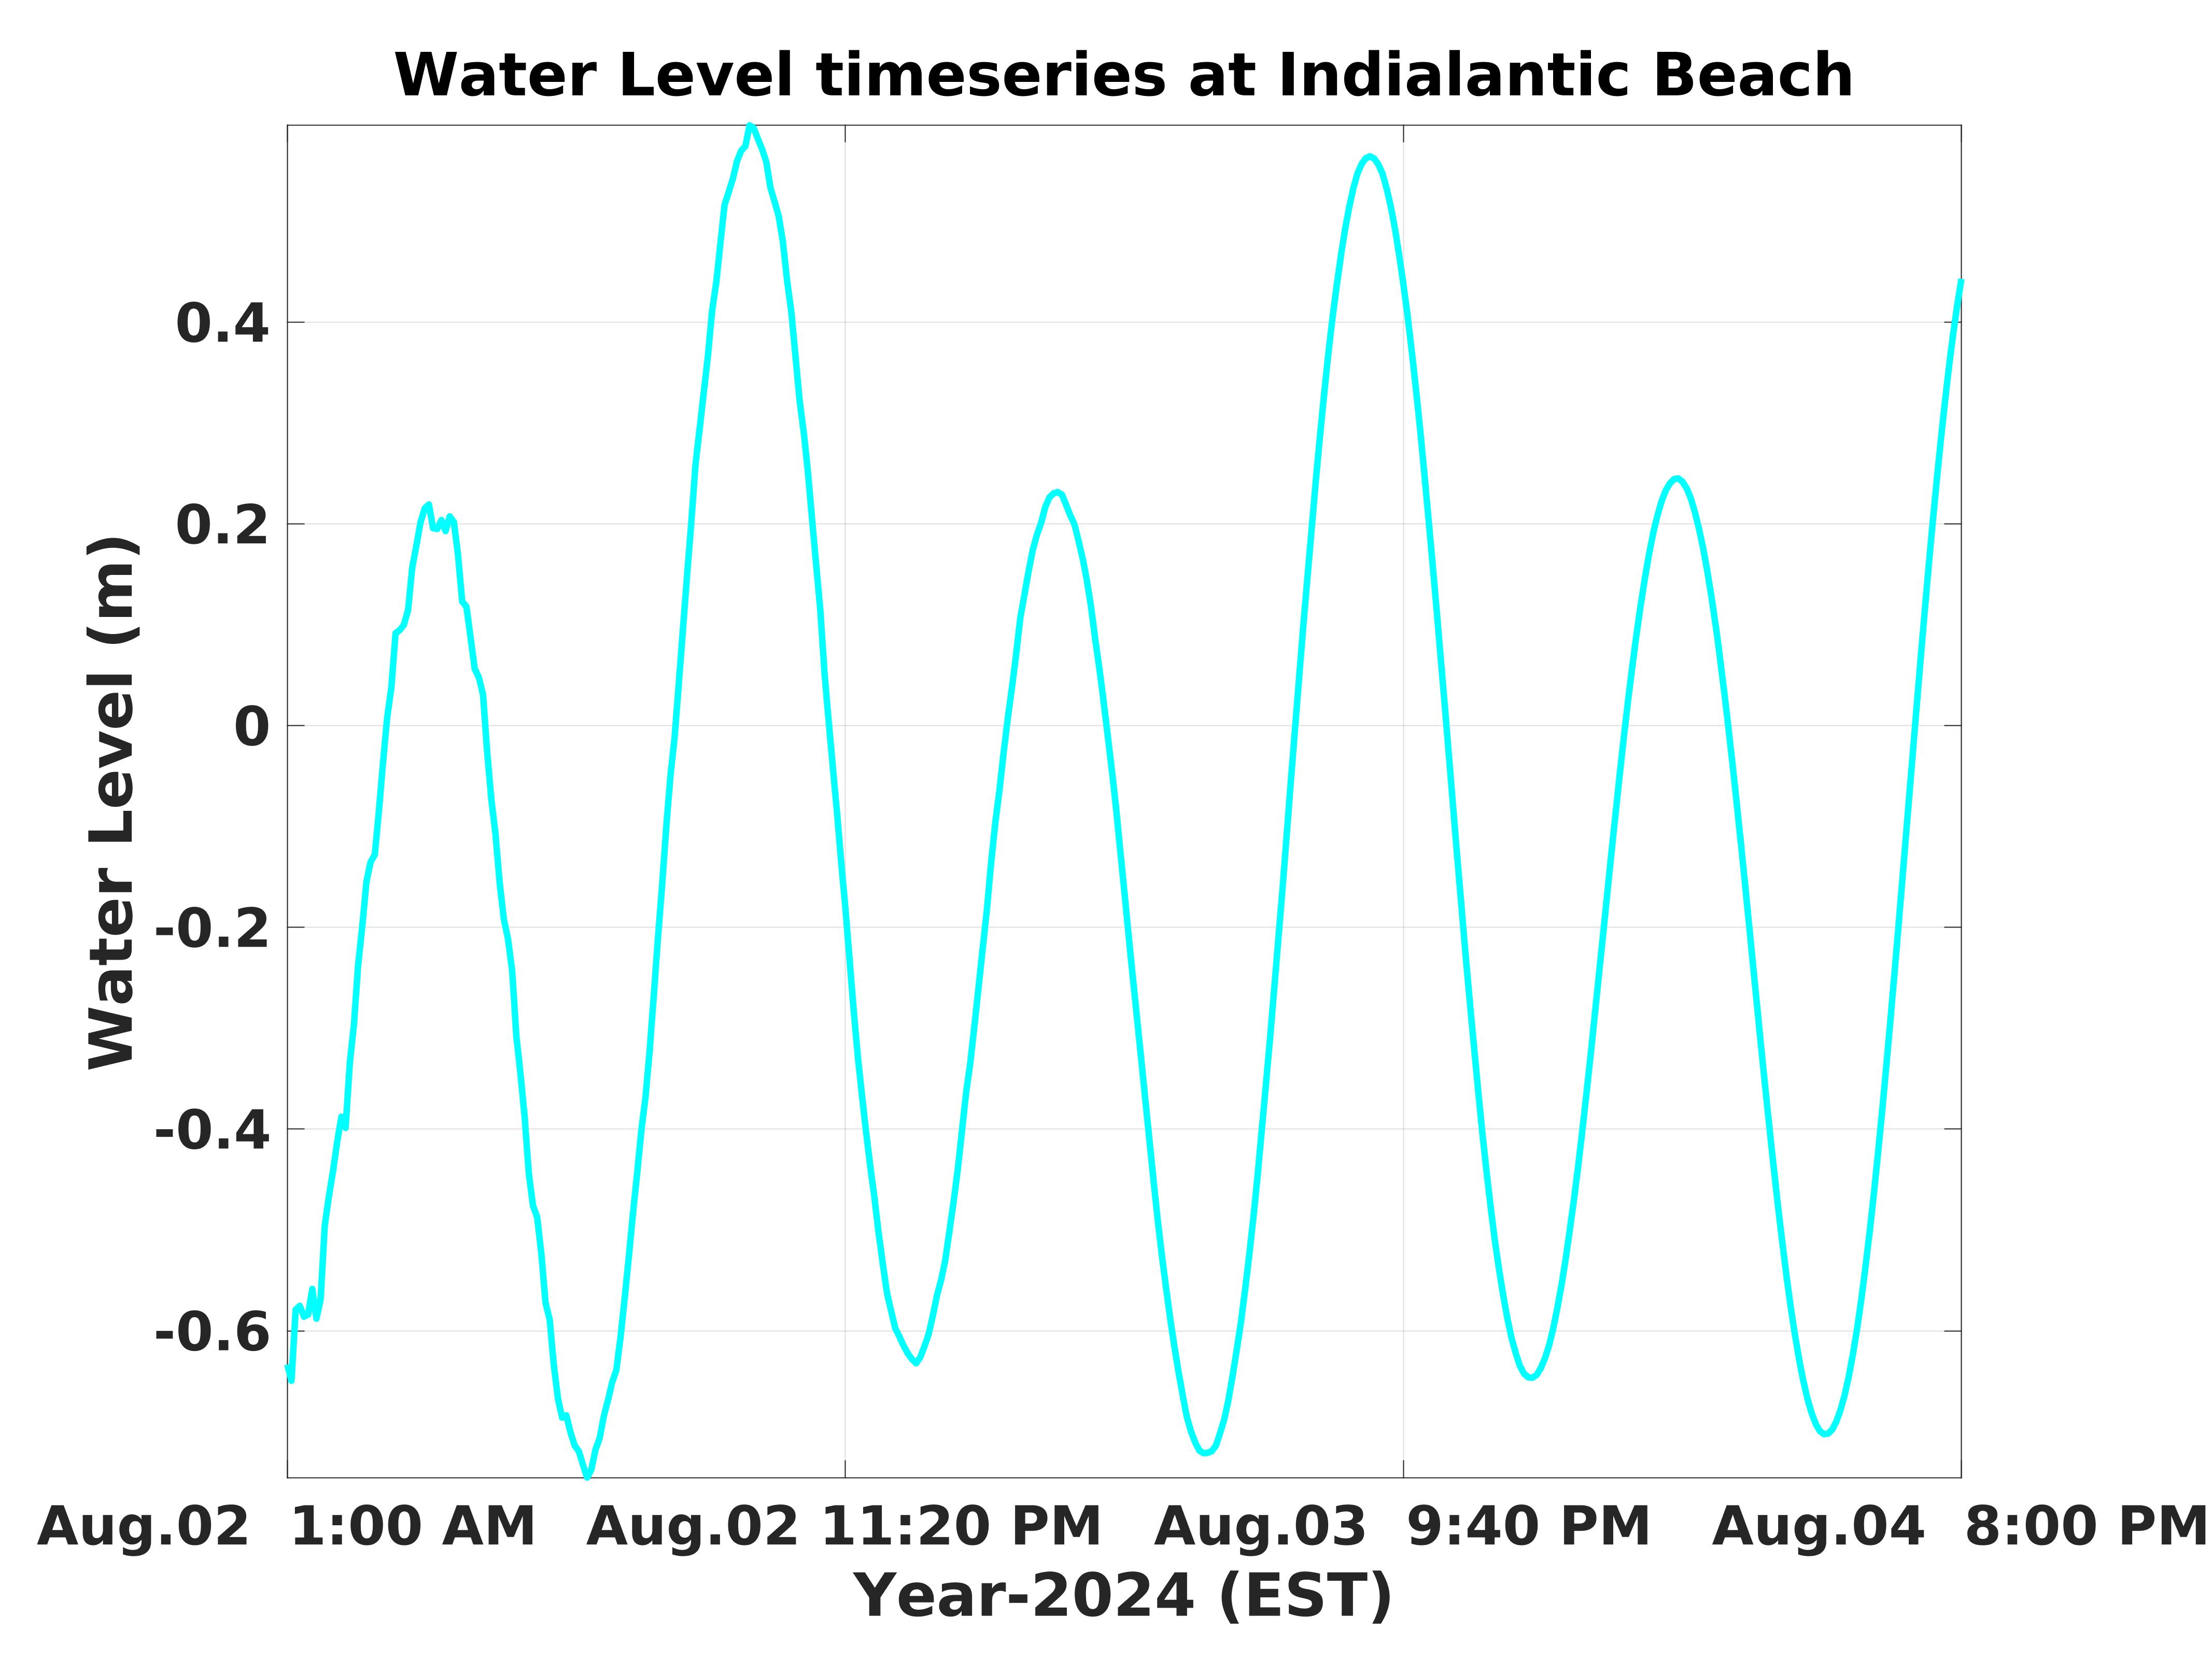 Water Level timeseries at Indialantic Beach
Water Level (m)
0.4
0.2
0
-0.2
-0.4
-0.6
Aug.02 1:00 AM Aug.02 11:20 PM Aug.03 9:40 PM Aug.04 8:00 PM
Year-2024 (EST)